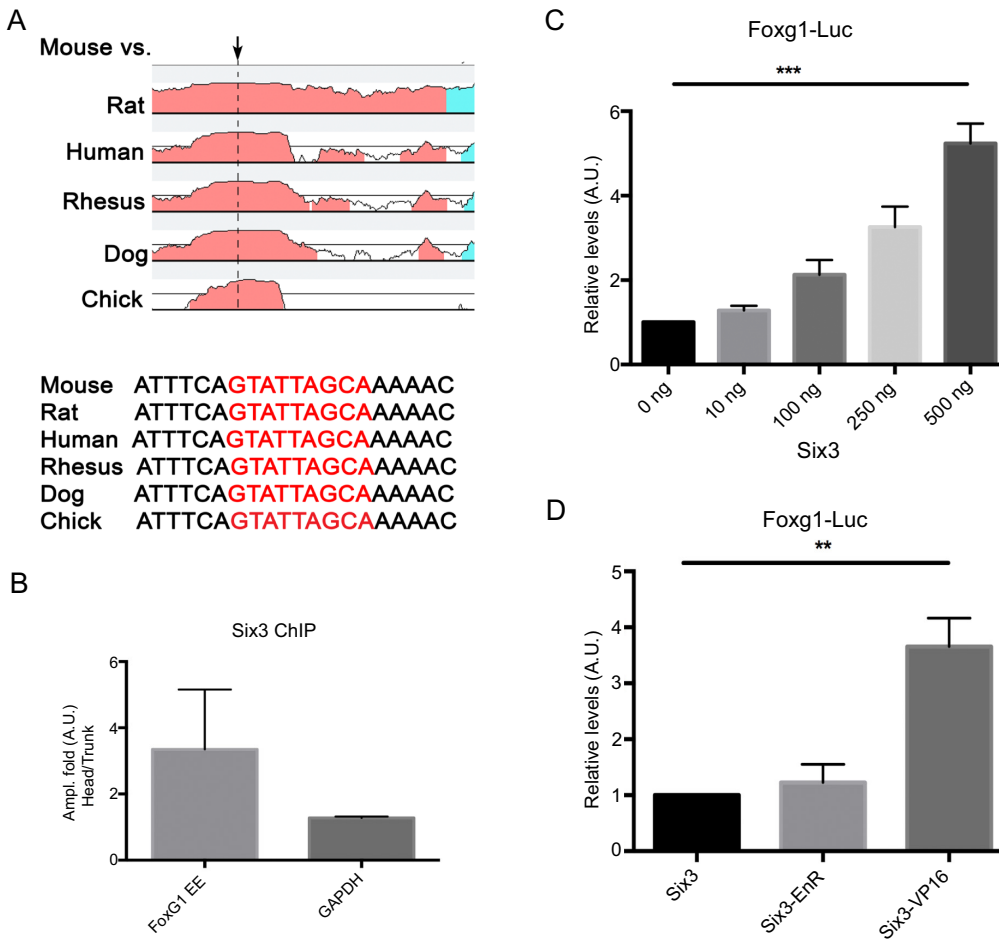 A
Mouse vs.
Rat
Human
Rhesus
Dog
Chick
Mouse ATTTCAGTATTAGCAAAAAC
Rat ATTTCAGTATTAGCAAAAAC
Human ATTTCAGTATTAGCAAAAAC
Rhesus ATTTCAGTATTAGCAAAAAC
Dog ATTTCAGTATTAGCAAAAAC
Chick ATTTCAGTATTAGCAAAAAC
B
Six3 ChIP
Ampl. fold (A.U.)
Head/Trunk
6
4
2
0
FoxG1 EE
GAPDH
C
Foxg1-Luc
***
Relative levels (A.U.)
6
4
2
0
0 ng
10 ng
100 ng
250 ng
500 ng
Six3
D
Foxg1-Luc
**
Relative levels (A.U.)
5
4
3
2
1
0
Six3
Six3-EnR
Six3-VP16